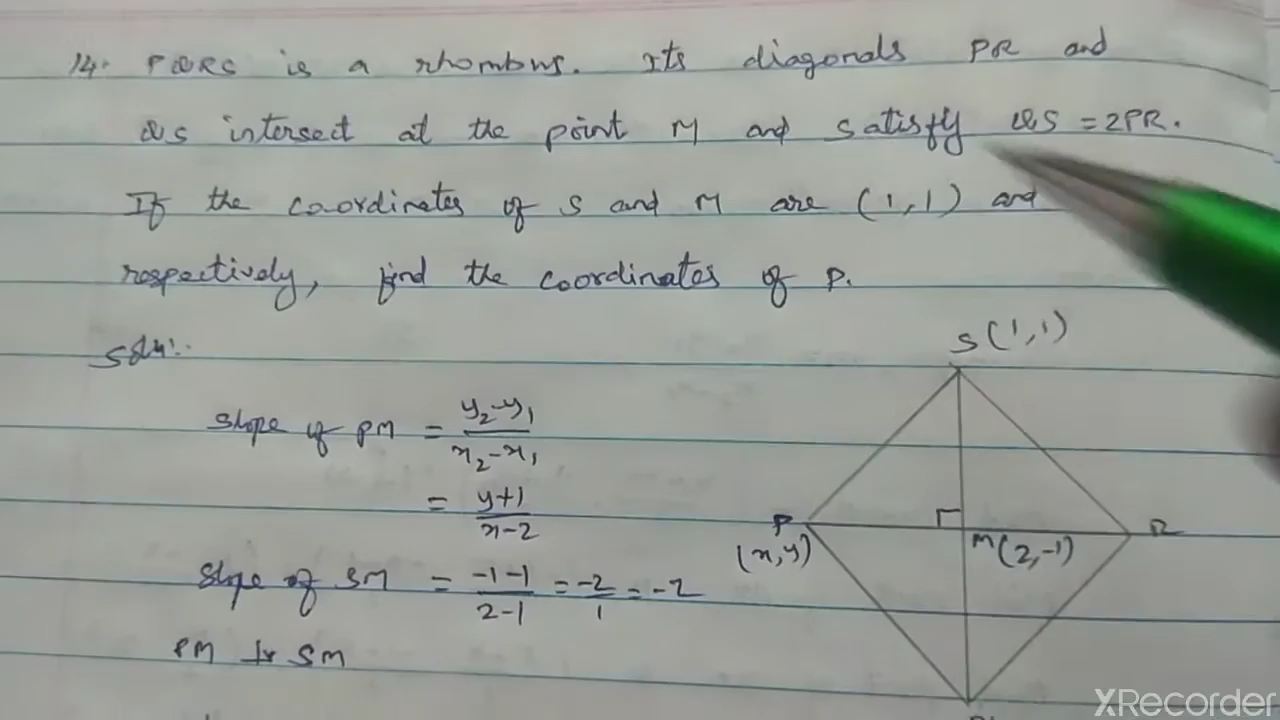 14. PQRS is a rhombus. Its diagonals PR and
QS intersect at the point M and satisfy QS = 2PR.
If the coordinates of S and M are (1,1) and
respectively, find the coordinates of P.
Soln:
S(1,1)
Slope of PM = y₂-y₁/x₂-x₁
= y+1/x-2
P
(x,y)
M(2,-1)
R
Slope of SM = -1-1/2-1 = -2/1 = -2
PM ⊥r SM
XRecorder